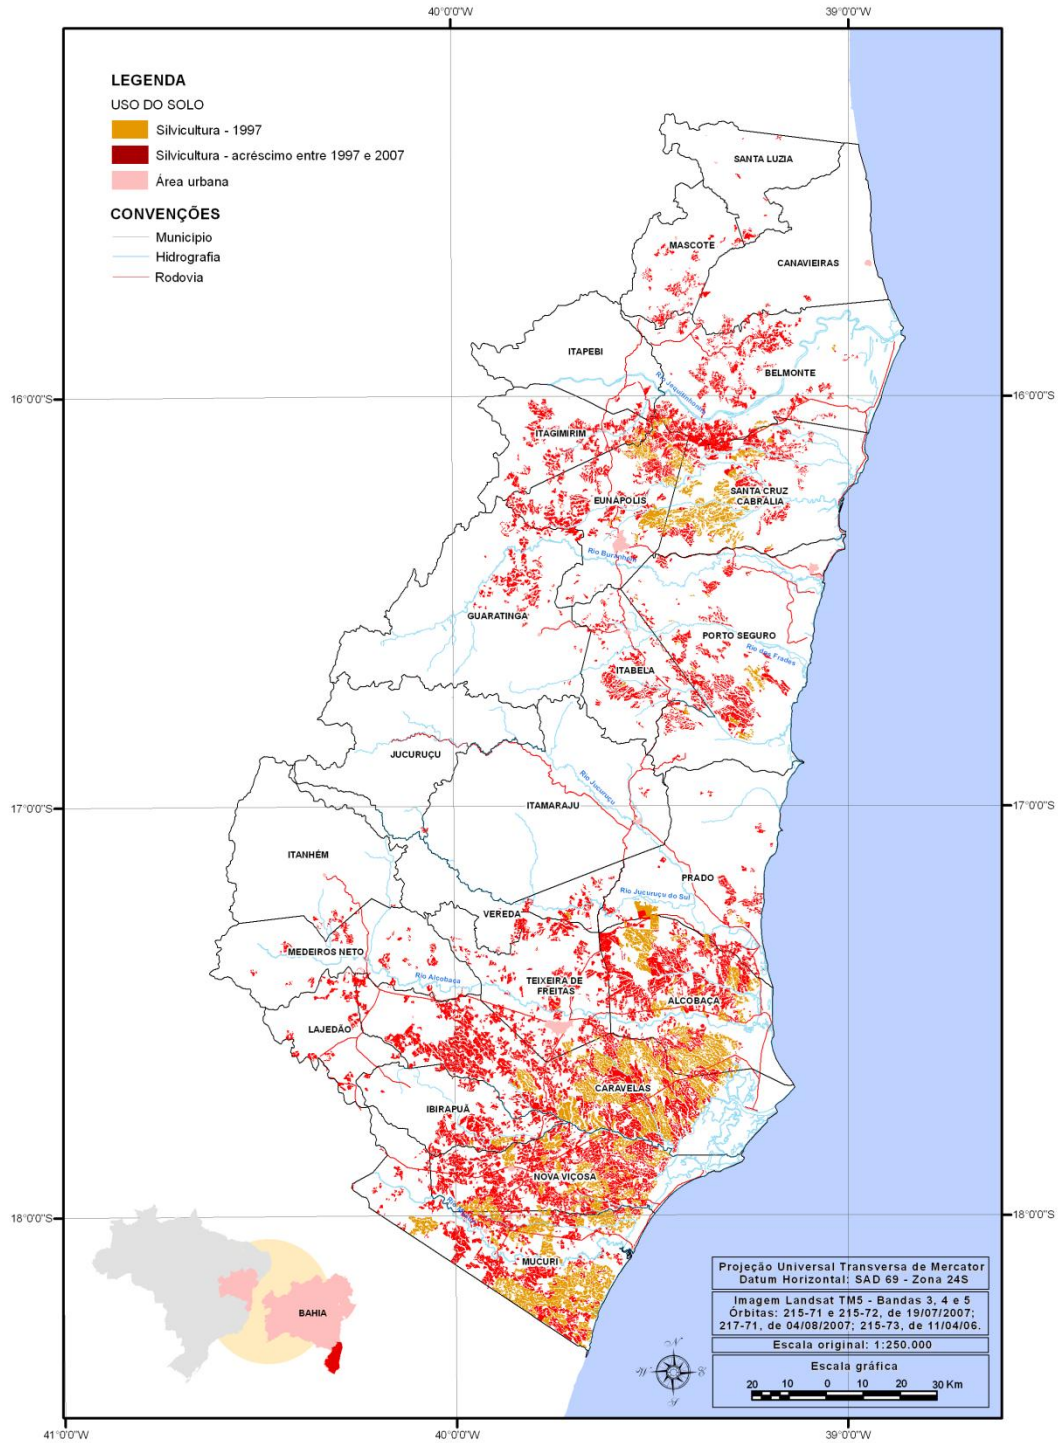 40°0'0"W
39°0'0"W
LEGENDA
USO DO SOLO
Silvicultura - 1997
Silvicultura - acréscimo entre 1997 e 2007
Área urbana
CONVENÇÕES
Município
Hidrografia
Rodovia
SANTA LUZIA
MASCOTE
CANAVIEIRAS
ITAPEBI
BELMONTE
Rio Jequitinhonha
16°0'0"S
16°0'0"S
ITAGIMIRIM
EUNÁPOLIS
SANTA CRUZ
CABRÁLIA
Rio Buranhém
GUARATINGA
PORTO SEGURO
Rio dos Frades
ITABELA
JUCURUÇU
Rio Jucuruçu
ITAMARAJU
17°0'0"S
17°0'0"S
ITANHÉM
PRADO
Rio Jucuruçu do Sul
VEREDA
MEDEIROS NETO
Rio Alcobaça
TEIXEIRA DE
FREITAS
ALCOBAÇA
LAJEDÃO
CARAVELAS
IBIRAPUÃ
NOVA VIÇOSA
18°0'0"S
18°0'0"S
MUCURI
BAHIA
Projeção Universal Transversa de Mercator
Datum Horizontal: SAD 69 - Zona 24S
Imagem Landsat TM5 - Bandas 3, 4 e 5
Órbitas: 215-71 e 215-72, de 19/07/2007;
217-71, de 04/08/2007; 215-73, de 11/04/06.
Escala original: 1:250.000
Escala gráfica
20 10 0 10 20 30 Km
N
S
41°0'0"W
40°0'0"W
39°0'0"W